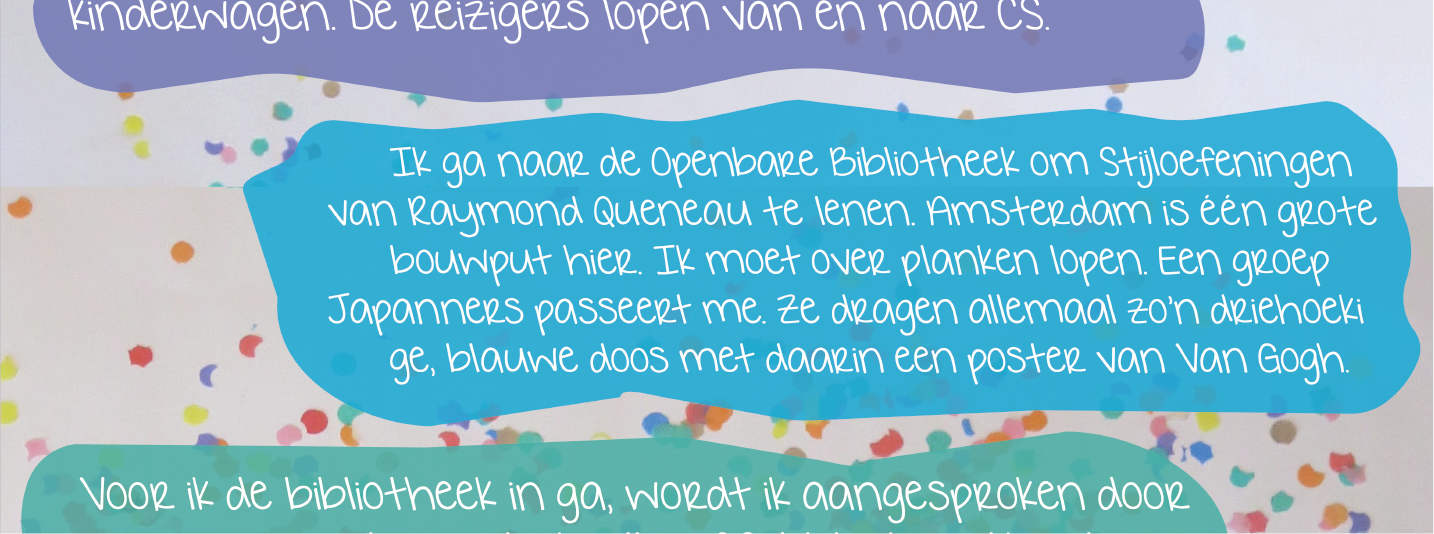 kinderwagen. De reizigers lopen van en naar CS.
Ik ga naar de Openbare Bibliotheek om Stijloefeningen
van Raymond Queneau te lenen. Amsterdam is één grote
bouwput hier. Ik moet over planken lopen. Een groep
Japanners passeert me. Ze dragen allemaal zo'n driehoeki
ge, blauwe doos met daarin een poster van Van Gogh.
Voor ik de bibliotheek in ga, wordt ik aangesproken door